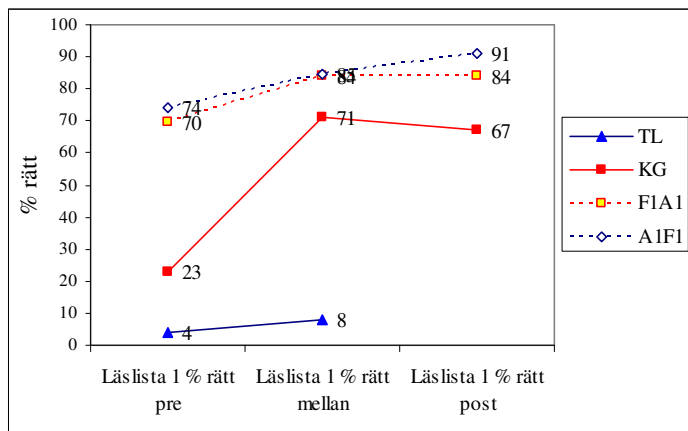 100
90
80
70
60
50
40
30
20
10
0
% rätt
74
70
23
4
84
71
8
91
84
67
Läslista 1 % rätt
pre
Läslista 1 % rätt
mellan
Läslista 1 % rätt
post
TL
KG
F1A1
A1F1